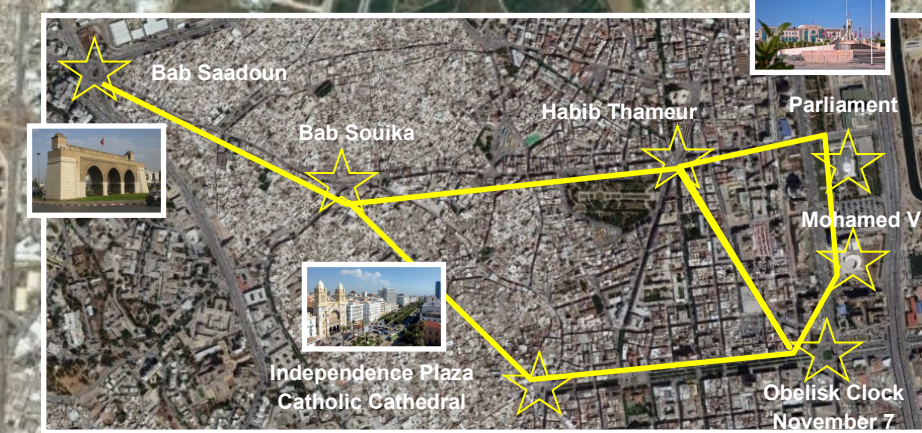 Bab Saadoun
Bab Souika
Habib Thameur
Parliament
Mohamed V
Independence Plaza
Catholic Cathedral
Obelisk Clock
November 7